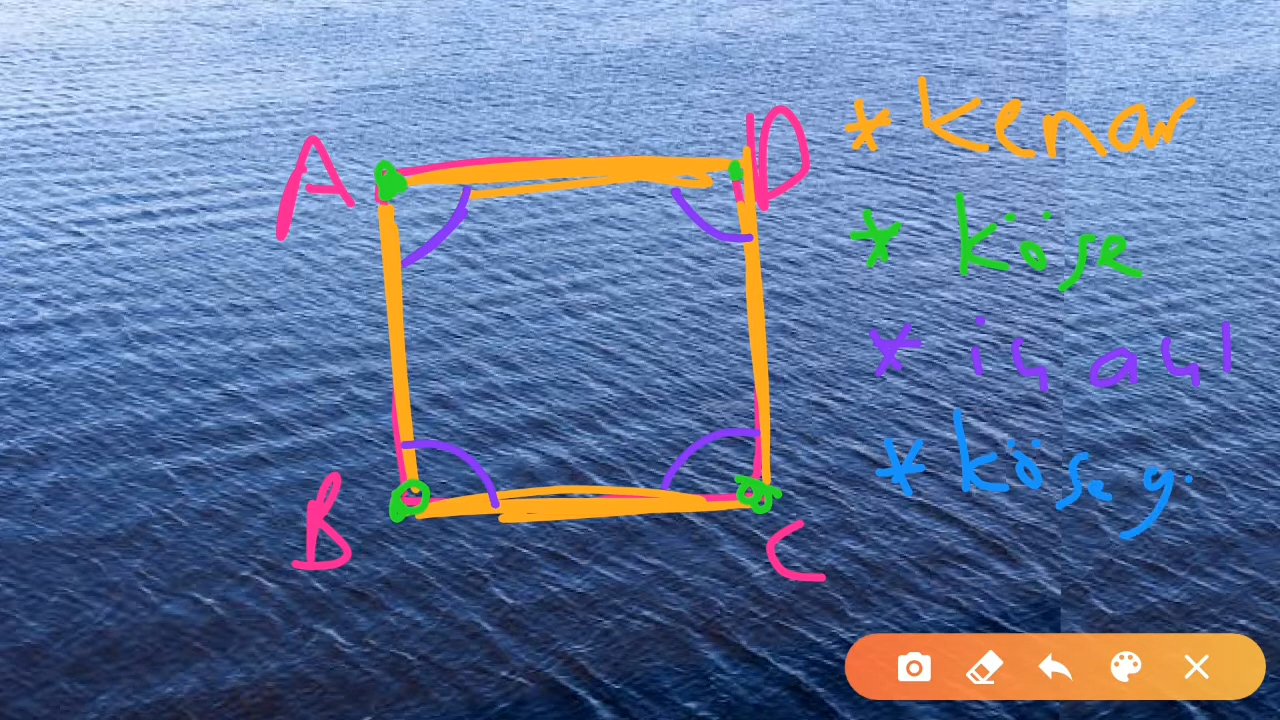 A
D
B
C
* kenar
* köşe
* iç açı
* köşeg.